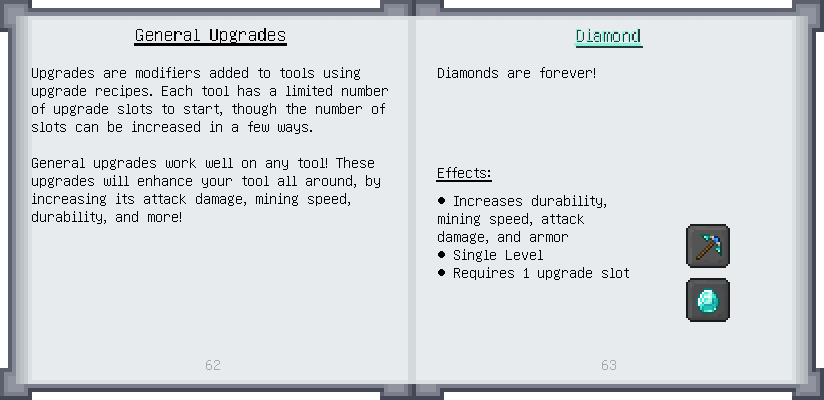 General Upgrades
Upgrades are modifiers added to tools using
upgrade recipes. Each tool has a limited number
of upgrade slots to start, though the number of
slots can be increased in a few ways.
General upgrades work well on any tool! These
upgrades will enhance your tool all around, by
increasing its attack damage, mining speed,
durability, and more!
62
Diamond
Diamonds are forever!
Effects:
● Increases durability,
mining speed, attack
damage, and armor
● Single Level
● Requires 1 upgrade slot
63